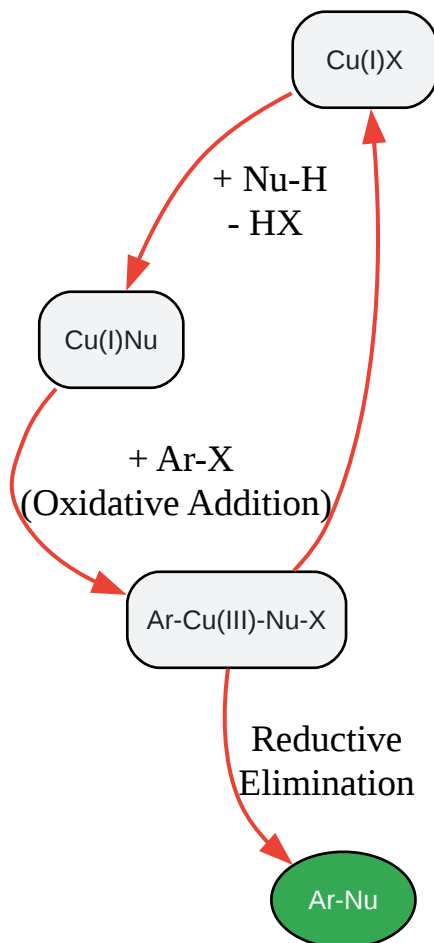 Cu(I)X
+ Nu-H
- HX
Cu(I)Nu
+ Ar-X
(Oxidative Addition)
Ar-Cu(III)-Nu-X
Reductive
Elimination
Ar-Nu